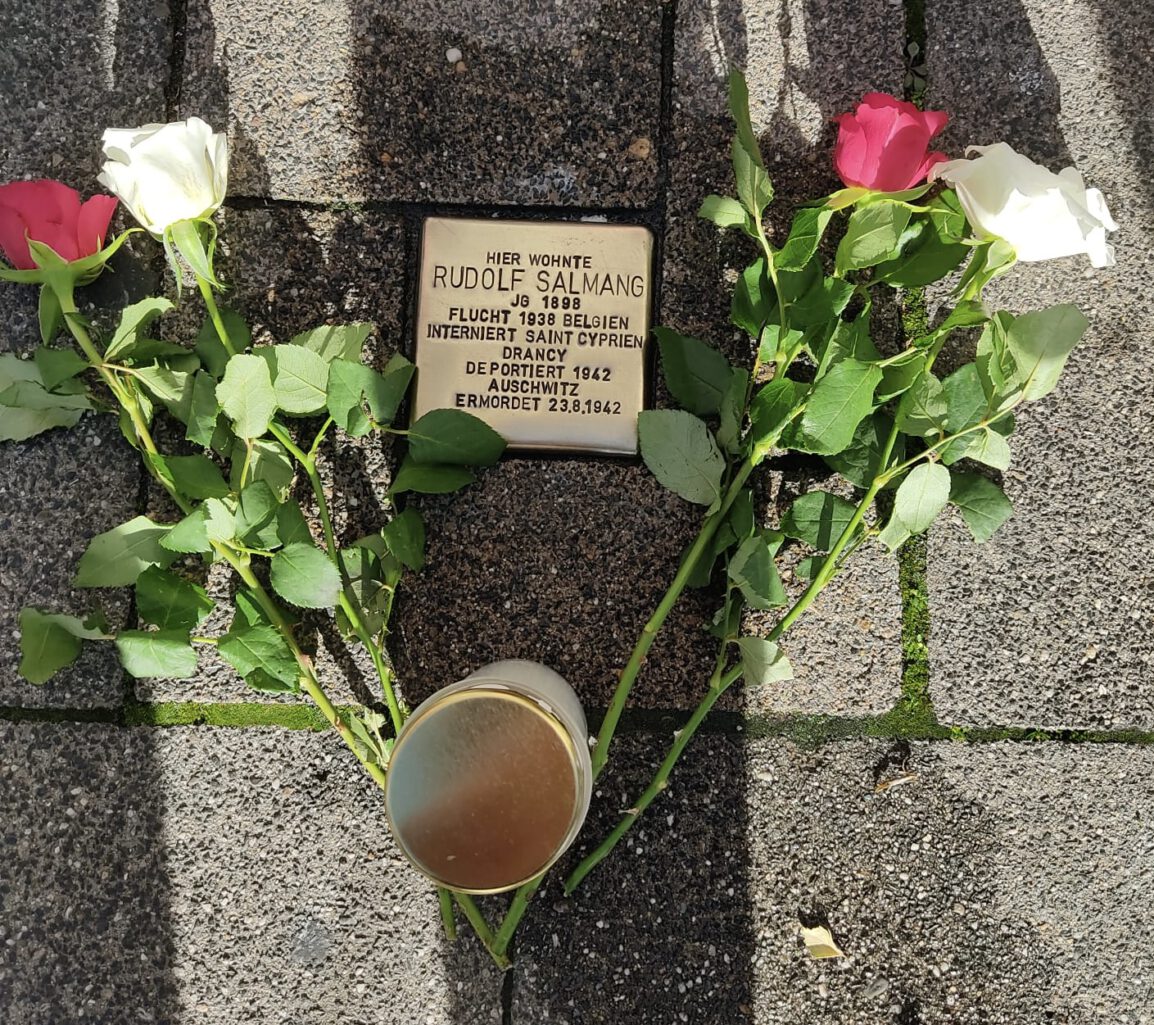 HIER WOHNTE
RUDOLF SALMANG
JG 1898
FLUCHT 1938 BELGIEN
INTERNIERT SAINT CYPRIEN
DRANCY
DEPORTIERT 1942
AUSCHWITZ
ERMORDET 23.8.1942